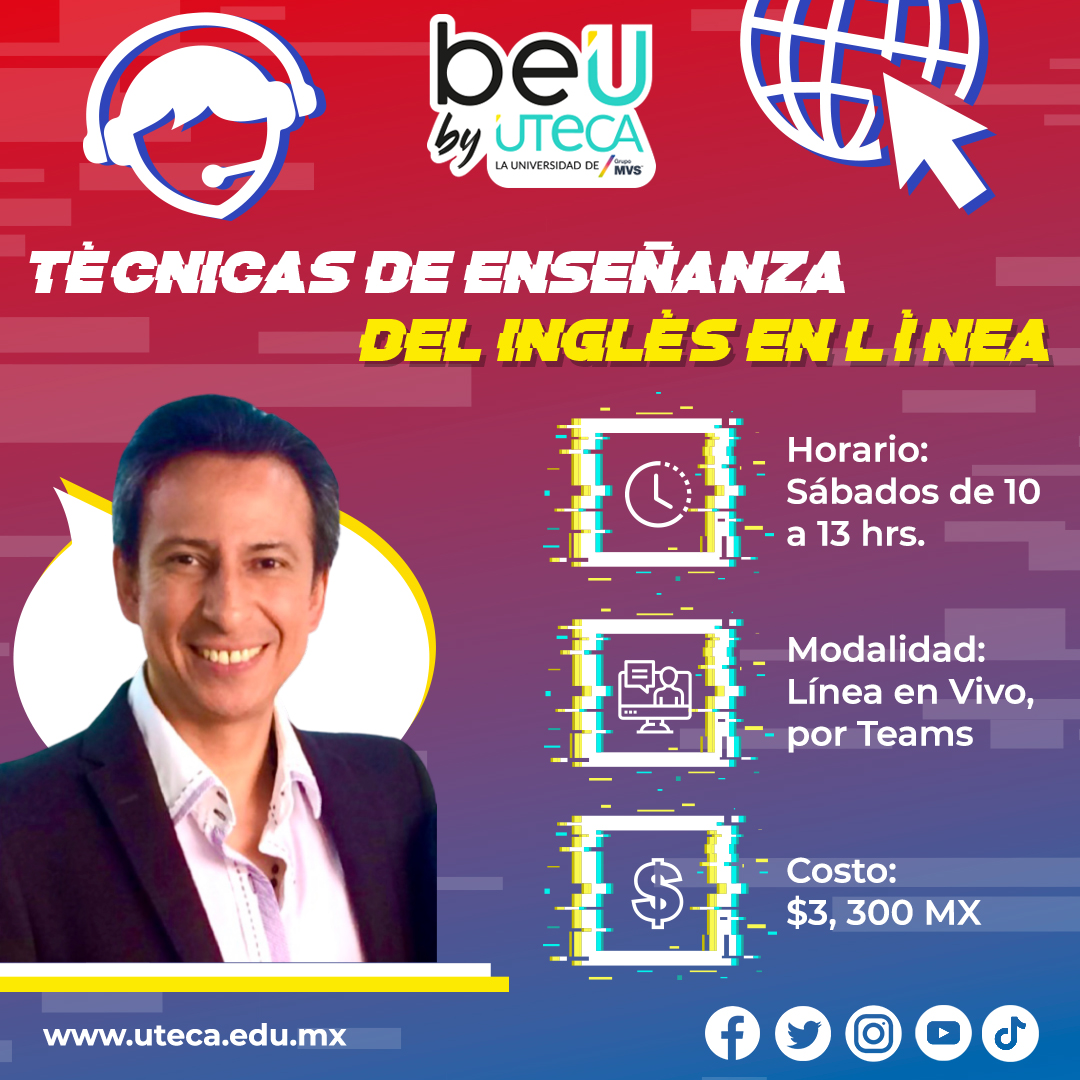 beU
by UTECA
LA UNIVERSIDAD DE Grupo MVS
TÉCNICAS DE ENSEÑANZA
DEL INGLÉS EN LÍNEA
Horario:
Sábados de 10
a 13 hrs.
Modalidad:
Línea en Vivo,
por Teams
$
Costo:
$3, 300 MX
www.uteca.edu.mx